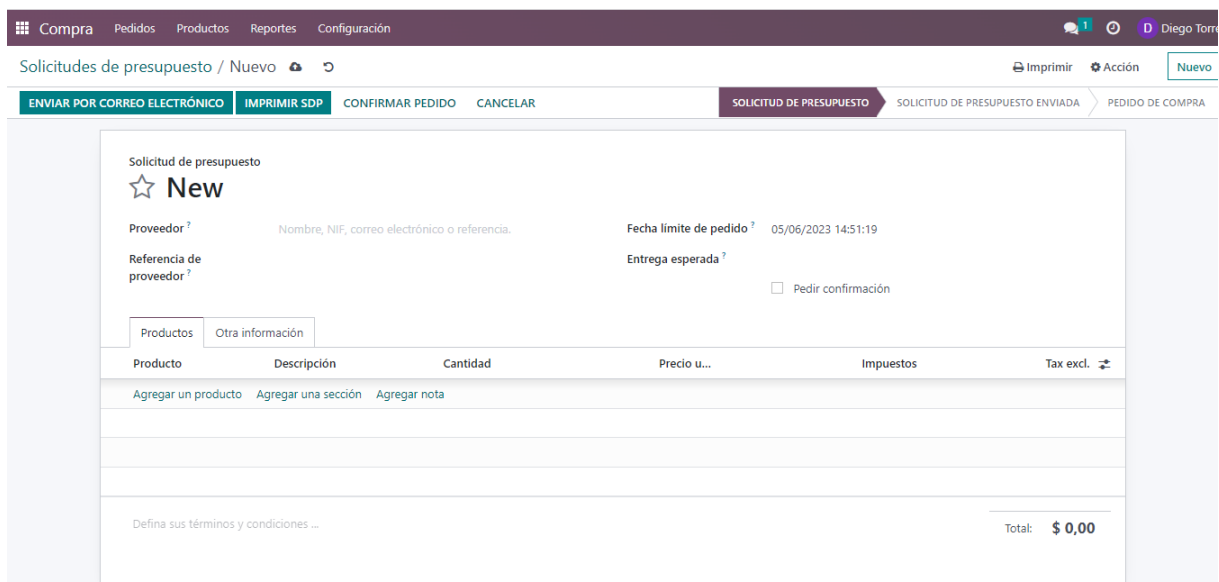 Compra Pedidos Productos Reportes Configuración 1 D Diego Torre
Solicitudes de presupuesto / Nuevo Imprimir Acción Nuevo
ENVIAR POR CORREO ELECTRÓNICO IMPRIMIR SDP CONFIRMAR PEDIDO CANCELAR SOLICITUD DE PRESUPUESTO SOLICITUD DE PRESUPUESTO ENVIADA PEDIDO DE COMPRA
Solicitud de presupuesto
New
Proveedor ? Nombre, NIF, correo electrónico o referencia. Fecha límite de pedido ? 05/06/2023 14:51:19
Referencia de proveedor ? Entrega esperada ?
Pedir confirmación
Productos Otra información
Producto Descripción Cantidad Precio u... Impuestos Tax excl.
Agregar un producto Agregar una sección Agregar nota
Defina sus términos y condiciones ... Total: $ 0,00